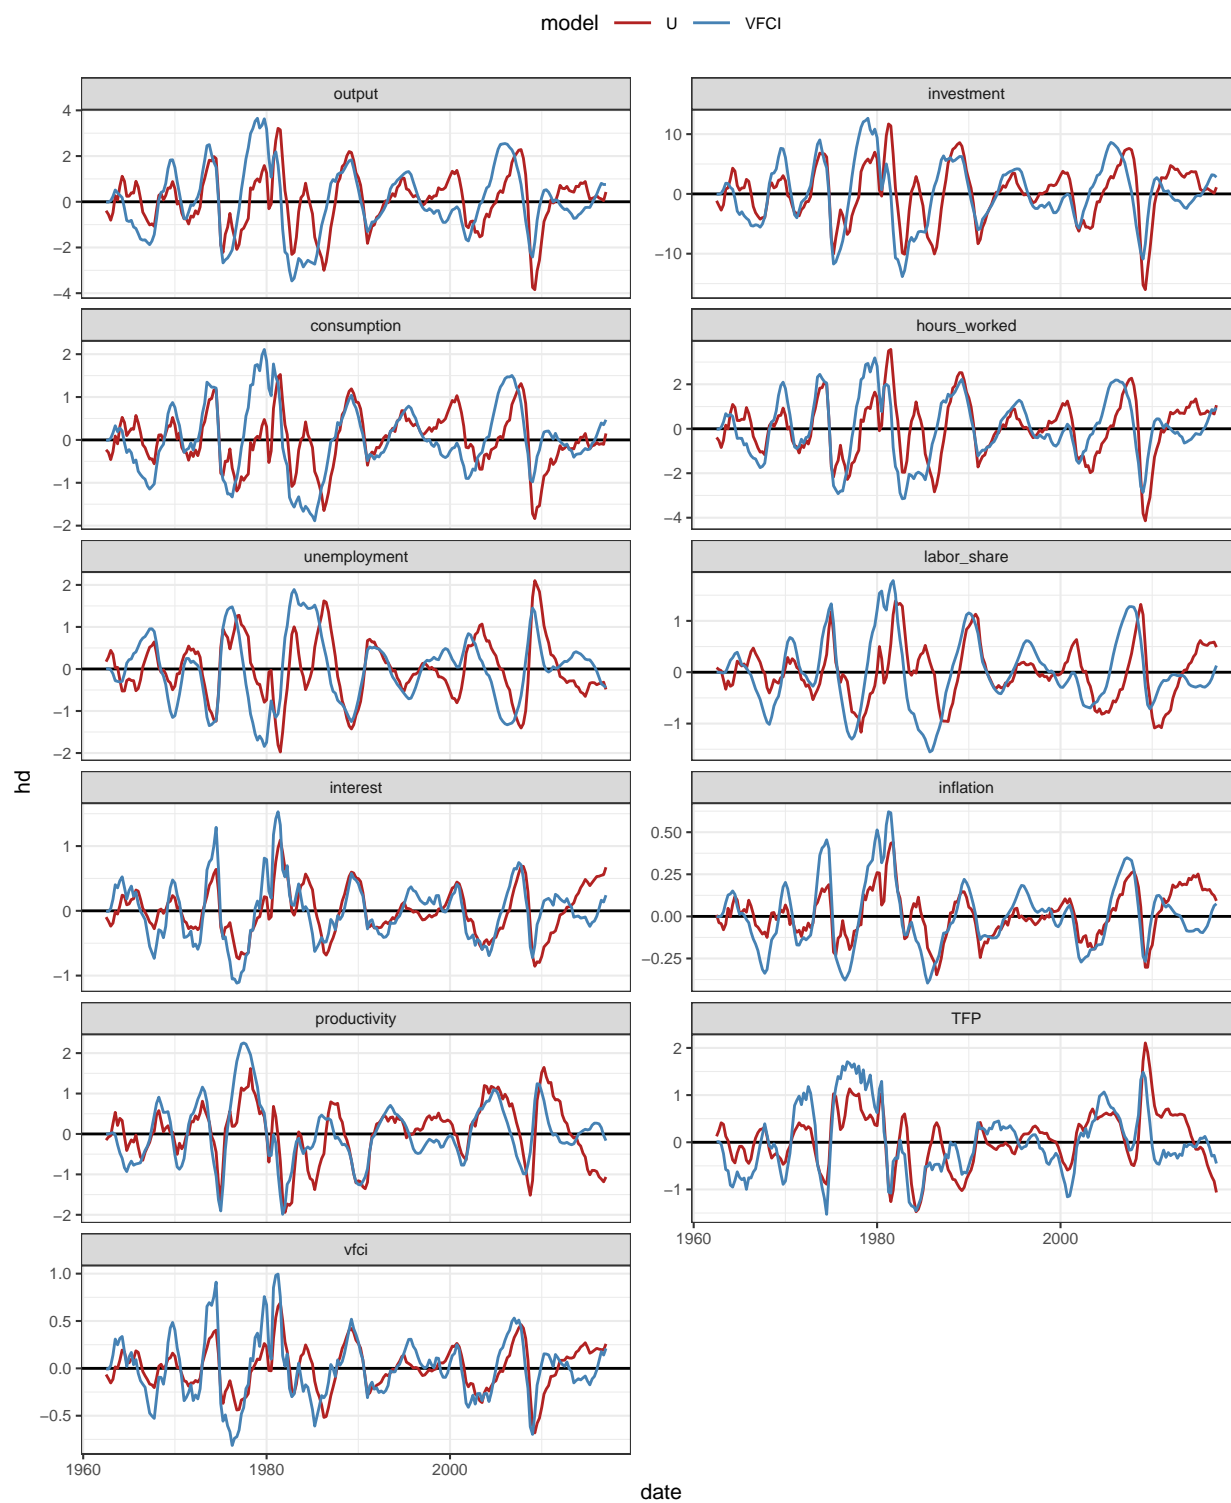 model U VFCI
output
4
2
0
−2
−4
investment
10
0
−10
consumption
2
1
0
−1
−2
hours_worked
2
0
−2
−4
unemployment
2
1
0
−1
−2
labor_share
1
0
−1
interest
1
0
−1
inflation
0.50
0.25
0.00
−0.25
productivity
2
1
0
−1
−2
TFP
2
1
0
−1
1960 1980 2000
vfci
1.0
0.5
0.0
−0.5
1960 1980 2000
hd
date